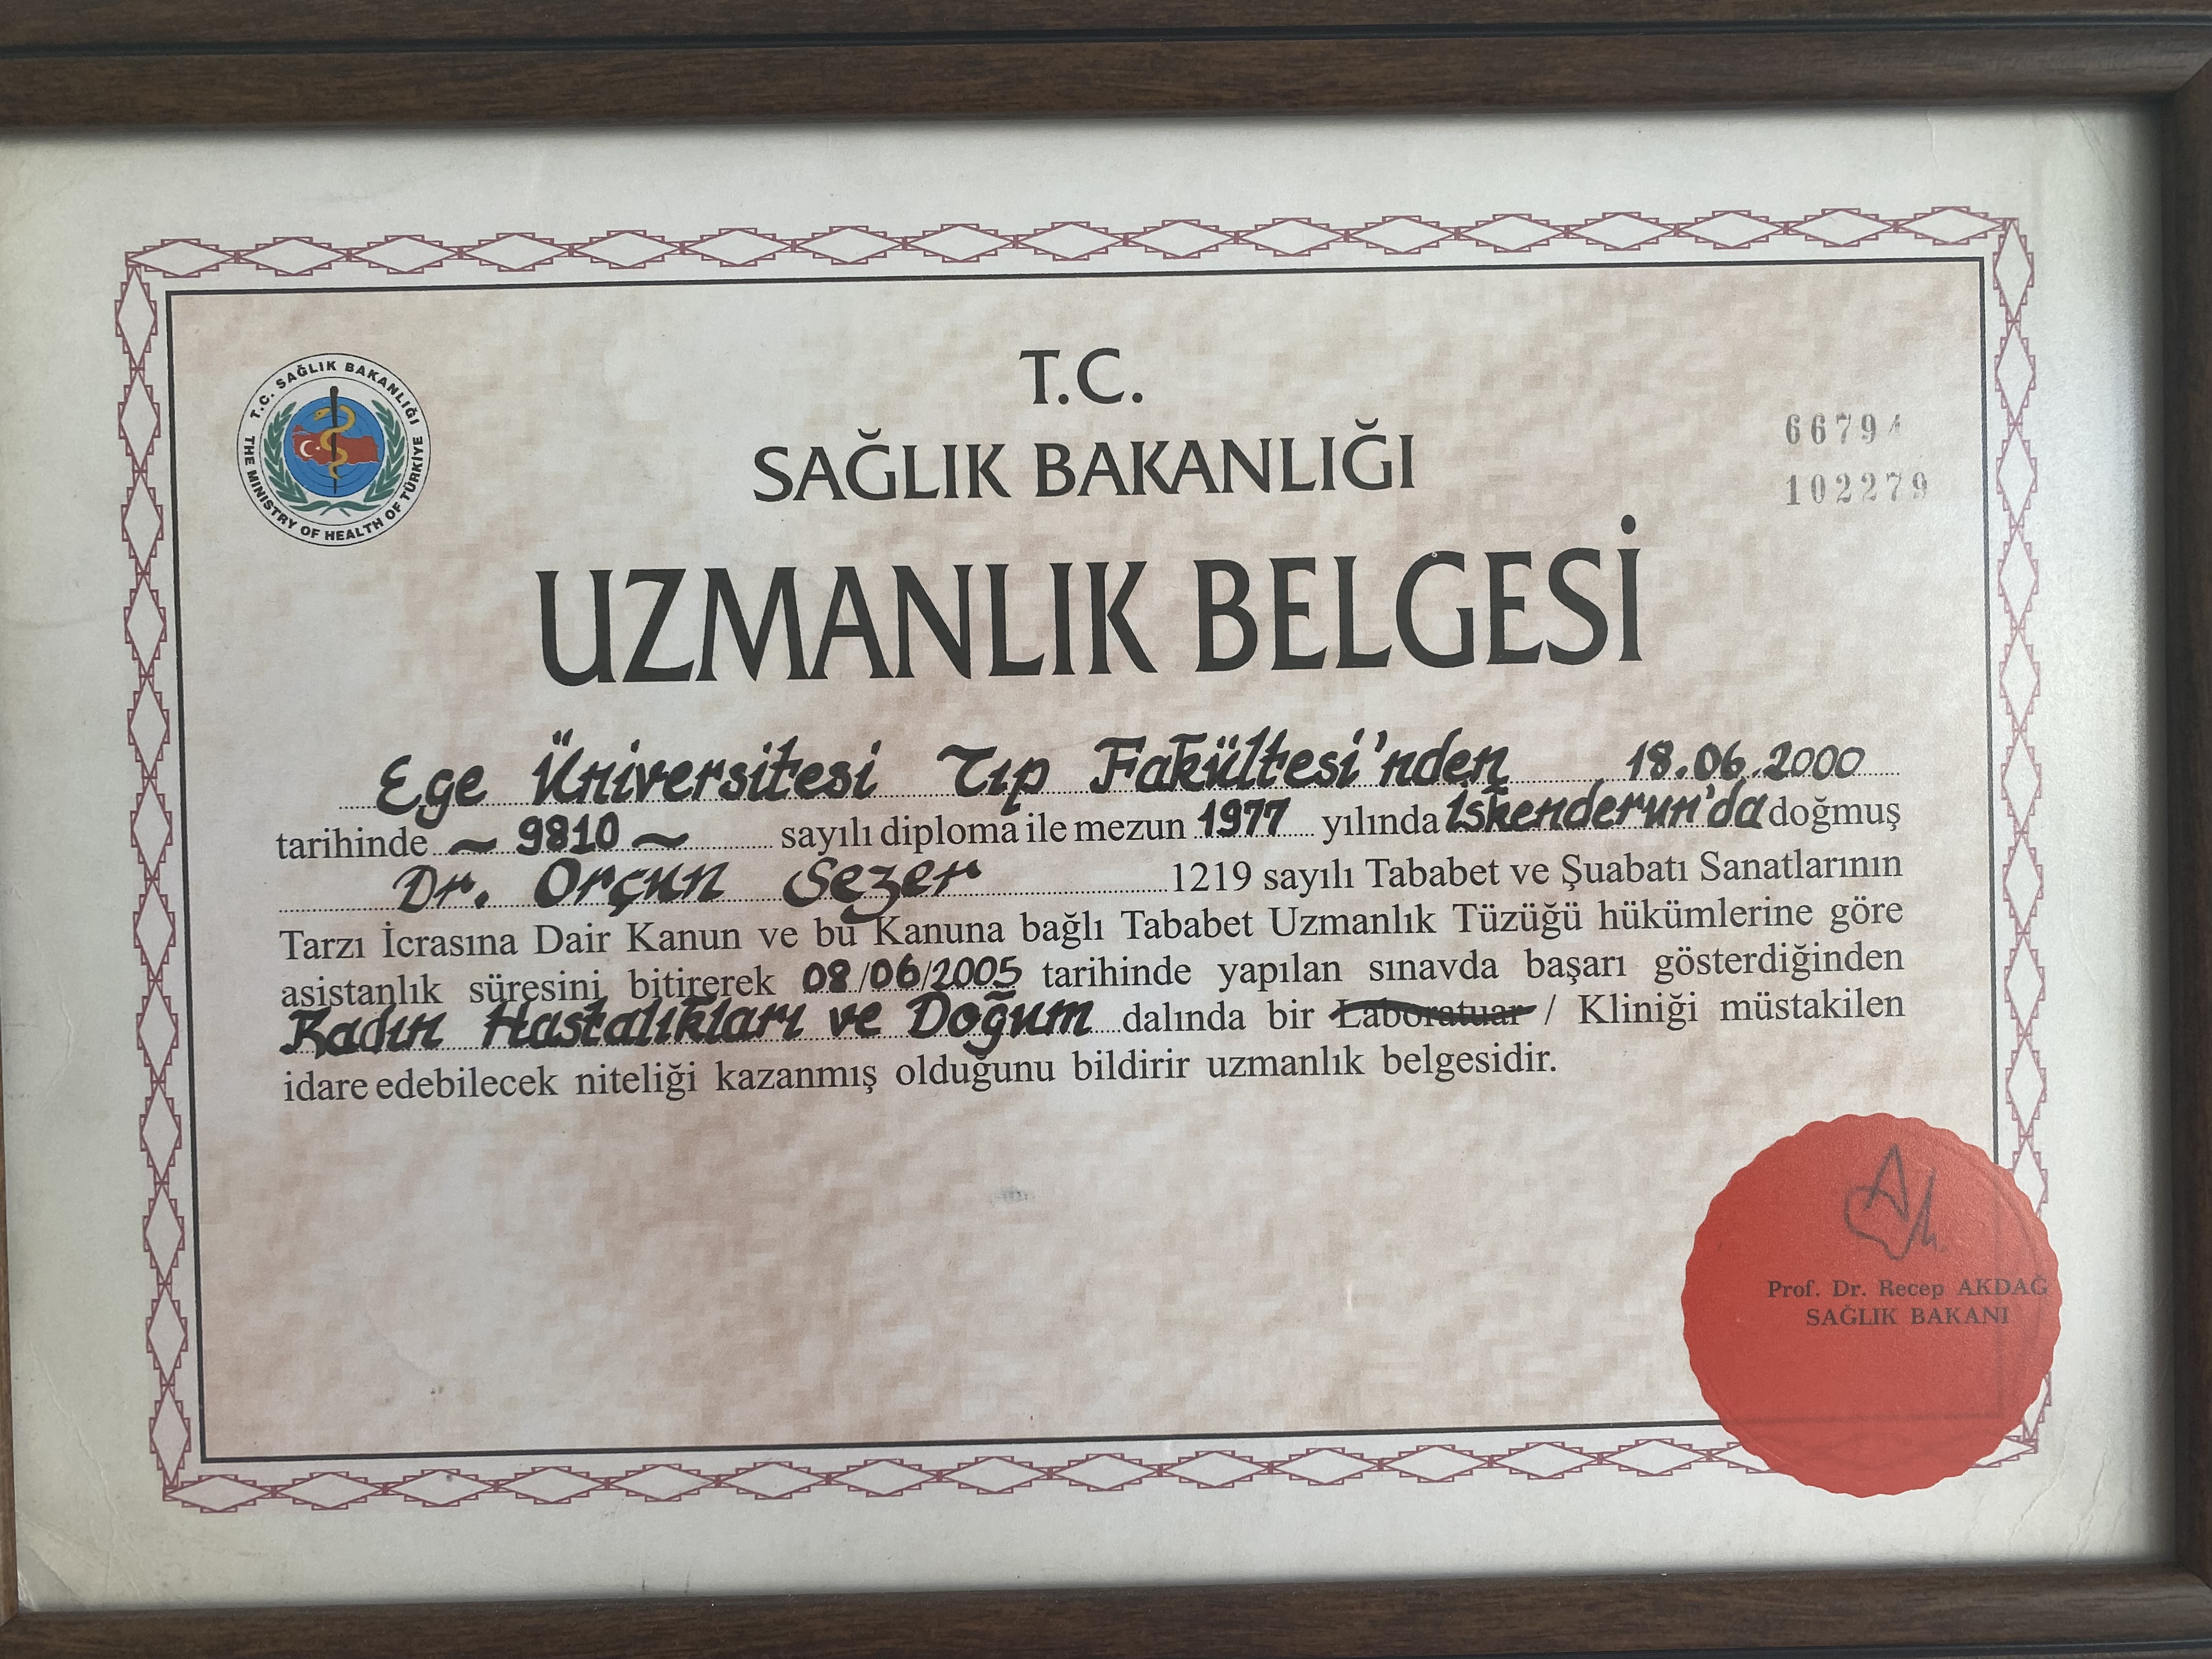 T.C. SAĞLIK BAKANLIĞI
THE MINISTRY OF HEALTH OF TÜRKİYE
T.C.
SAĞLIK BAKANLIĞI
UZMANLIK BELGESİ
66794
102279
Ege Üniversitesi Tıp Fakültesi'nden 18.06.2000
tarihinde ~ 9810 ~ sayılı diploma ile mezun 1977 yılında İskenderun'da doğmuş
Dr. Orçun Sezer 1219 sayılı Tababet ve Şuabatı Sanatlarının
Tarzı İcrasına Dair Kanun ve bu Kanuna bağlı Tababet Uzmanlık Tüzüğü hükümlerine göre
asistanlık süresini bitirerek 08/06/2005 tarihinde yapılan sınavda başarı gösterdiğinden
Kadın Hastalıkları ve Doğum dalında bir Laboratuar / Kliniği müstakilen
idare edebilecek niteliği kazanmış olduğunu bildirir uzmanlık belgesidir.
Prof. Dr. Recep AKDAĞ
SAĞLIK BAKANI